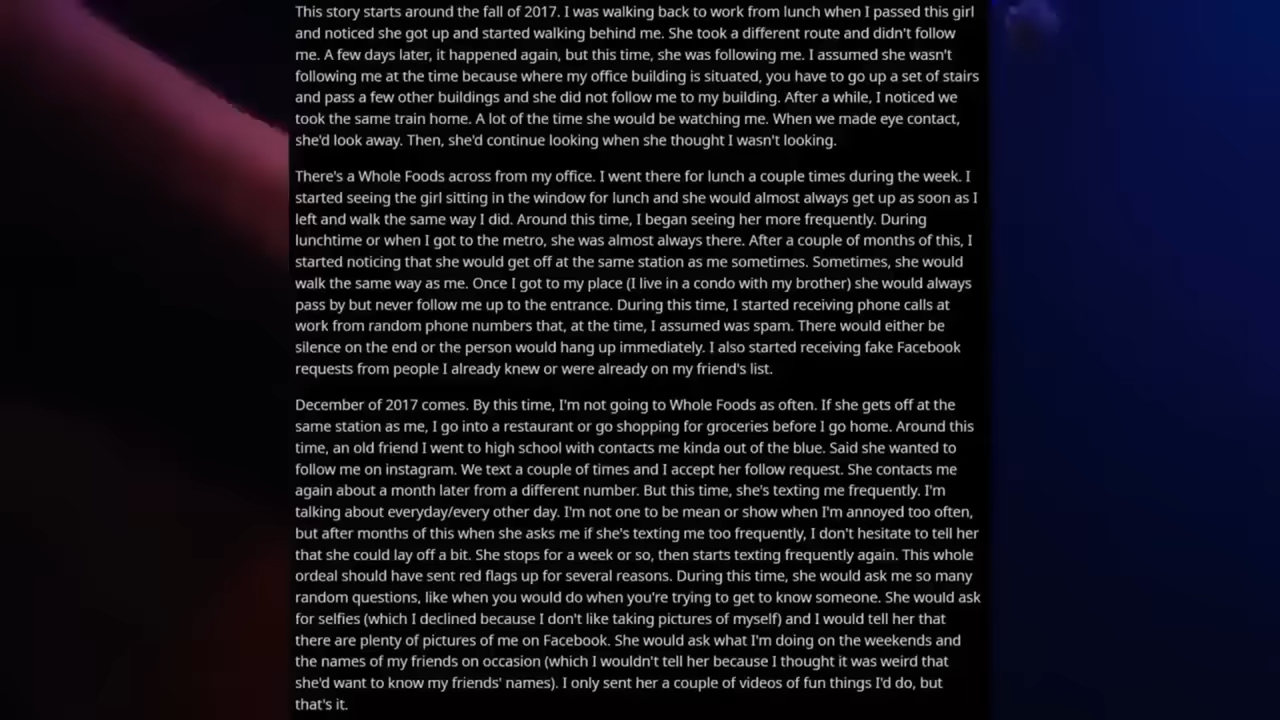 This story starts around the fall of 2017. I was walking back to work from lunch when I passed this girl
and noticed she got up and started walking behind me. She took a different route and didn't follow
me. A few days later, it happened again, but this time, she was following me. I assumed she wasn't
following me at the time because where my office building is situated, you have to go up a set of stairs
and pass a few other buildings and she did not follow me to my building. After a while, I noticed we
took the same train home. A lot of the time she would be watching me. When we made eye contact,
she'd look away. Then, she'd continue looking when she thought I wasn't looking.
There's a Whole Foods across from my office. I went there for lunch a couple times during the week. I
started seeing the girl sitting in the window for lunch and she would almost always get up as soon as I
left and walk the same way I did. Around this time, I began seeing her more frequently. During
lunchtime or when I got to the metro, she was almost always there. After a couple of months of this, I
started noticing that she would get off at the same station as me sometimes. Sometimes, she would
walk the same way as me. Once I got to my place (I live in a condo with my brother) she would always
pass by but never follow me up to the entrance. During this time, I started receiving phone calls at
work from random phone numbers that, at the time, I assumed was spam. There would either be
silence on the end or the person would hang up immediately. I also started receiving fake Facebook
requests from people I already knew or were already on my friend's list.
December of 2017 comes. By this time, I'm not going to Whole Foods as often. If she gets off at the
same station as me, I go into a restaurant or go shopping for groceries before I go home. Around this
time, an old friend I went to high school with contacts me kinda out of the blue. Said she wanted to
follow me on instagram. We text a couple of times and I accept her follow request. She contacts me
again about a month later from a different number. But this time, she's texting me frequently. I'm
talking about everyday/every other day. I'm not one to be mean or show when I'm annoyed too often,
but after months of this when she asks me if she's texting me too frequently, I don't hesitate to tell her
that she could lay off a bit. She stops for a week or so, then starts texting frequently again. This whole
ordeal should have sent red flags up for several reasons. During this time, she would ask me so many
random questions, like when you would do when you're trying to get to know someone. She would ask
for selfies (which I declined because I don't like taking pictures of myself) and I would tell her that
there are plenty of pictures of me on Facebook. She would ask what I'm doing on the weekends and
the names of my friends on occasion (which I wouldn't tell her because I thought it was weird that
she'd want to know my friends' names). I only sent her a couple of videos of fun things I'd do, but
that's it.